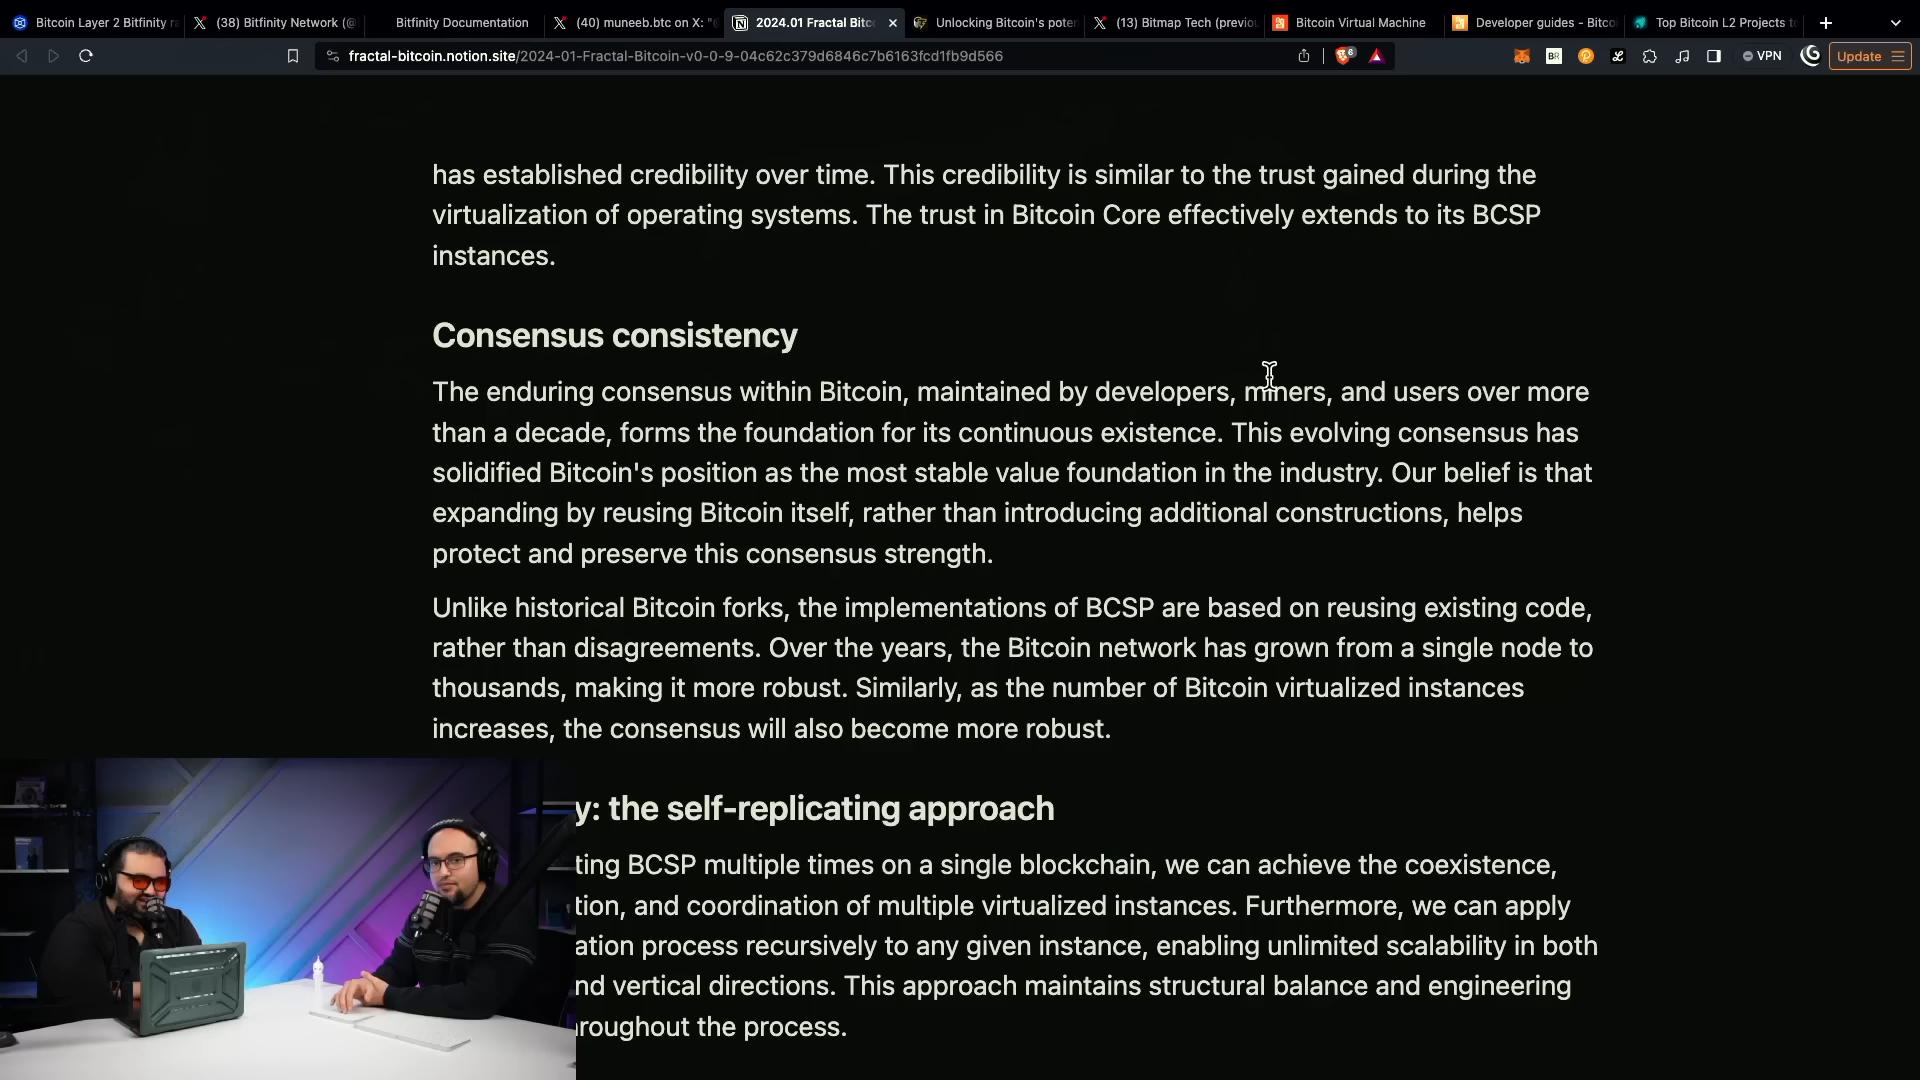 Bitcoin Layer 2 Bitfinity ra
(38) Bitfinity Network (@
Bitfinity Documentation
(40) muneeb.btc on X: "@
2024.01 Fractal Bitc
Unlocking Bitcoin's poten
(13) Bitmap Tech (previou
Bitcoin Virtual Machine
Developer guides - Bitco
Top Bitcoin L2 Projects to
fractal-bitcoin.notion.site/2024-01-Fractal-Bitcoin-v0-0-9-04c62c379d6846c7b6163fcd1fb9d566
6
BR
VPN
Update
has established credibility over time. This credibility is similar to the trust gained during the
virtualization of operating systems. The trust in Bitcoin Core effectively extends to its BCSP
instances.
Consensus consistency
The enduring consensus within Bitcoin, maintained by developers, miners, and users over more
than a decade, forms the foundation for its continuous existence. This evolving consensus has
solidified Bitcoin's position as the most stable value foundation in the industry. Our belief is that
expanding by reusing Bitcoin itself, rather than introducing additional constructions, helps
protect and preserve this consensus strength.
Unlike historical Bitcoin forks, the implementations of BCSP are based on reusing existing code,
rather than disagreements. Over the years, the Bitcoin network has grown from a single node to
thousands, making it more robust. Similarly, as the number of Bitcoin virtualized instances
increases, the consensus will also become more robust.
y: the self-replicating approach
ting BCSP multiple times on a single blockchain, we can achieve the coexistence,
tion, and coordination of multiple virtualized instances. Furthermore, we can apply
ation process recursively to any given instance, enabling unlimited scalability in both
nd vertical directions. This approach maintains structural balance and engineering
roughout the process.